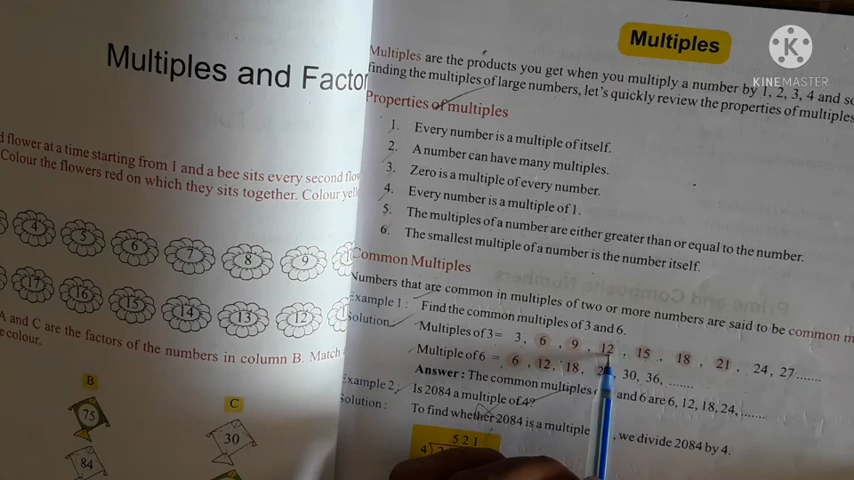 Multiples and Factor
d flower at a time starting from 1 and a bee sits every second flow
Colour the flowers red on which they sits together. Colour yell
4 5 6 7 8 9
17 16 15 14 13 12
A and C are the factors of the numbers in column B. Match
e colour.
B
C
75
30
84
Multiples
KINEMASTER
Multiples are the products you get when you multiply a number by 1, 2, 3, 4 and so
finding the multiples of large numbers, let's quickly review the properties of multiples
Properties of multiples
1. Every number is a multiple of itself.
2. A number can have many multiples.
3. Zero is a multiple of every number.
4. Every number is a multiple of 1.
5. The multiples of a number are either greater than or equal to the number.
6. The smallest multiple of a number is the number itself.
Common Multiples
Numbers that are common in multiples of two or more numbers are said to be common m
Example 1: Find the common multiples of 3 and 6.
Solution Multiples of 3 = 3, 6, 9, 12, 15, 18, 21, 24, 27......
Multiple of 6 = 6, 12, 18, 30, 36, ......
Answer: The common multiples and 6 are 6, 12, 18, 24, ......
Example 2: Is 2084 a multiple of 4?
Solution: To find whether 2084 is a multiple , we divide 2084 by 4.
521
4
Prime and Composite Numbers